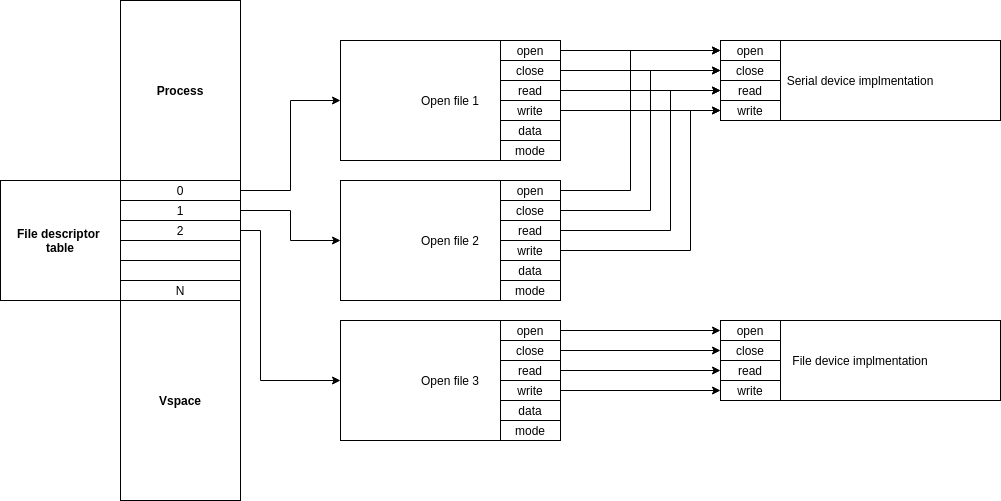 Process
File descriptor
table
0
1
2
N
Vspace
Open file 1
open
close
read
write
data
mode
Open file 2
open
close
read
write
data
mode
Open file 3
open
close
read
write
data
mode
open
close
read
write
Serial device implmentation
open
close
read
write
File device implmentation